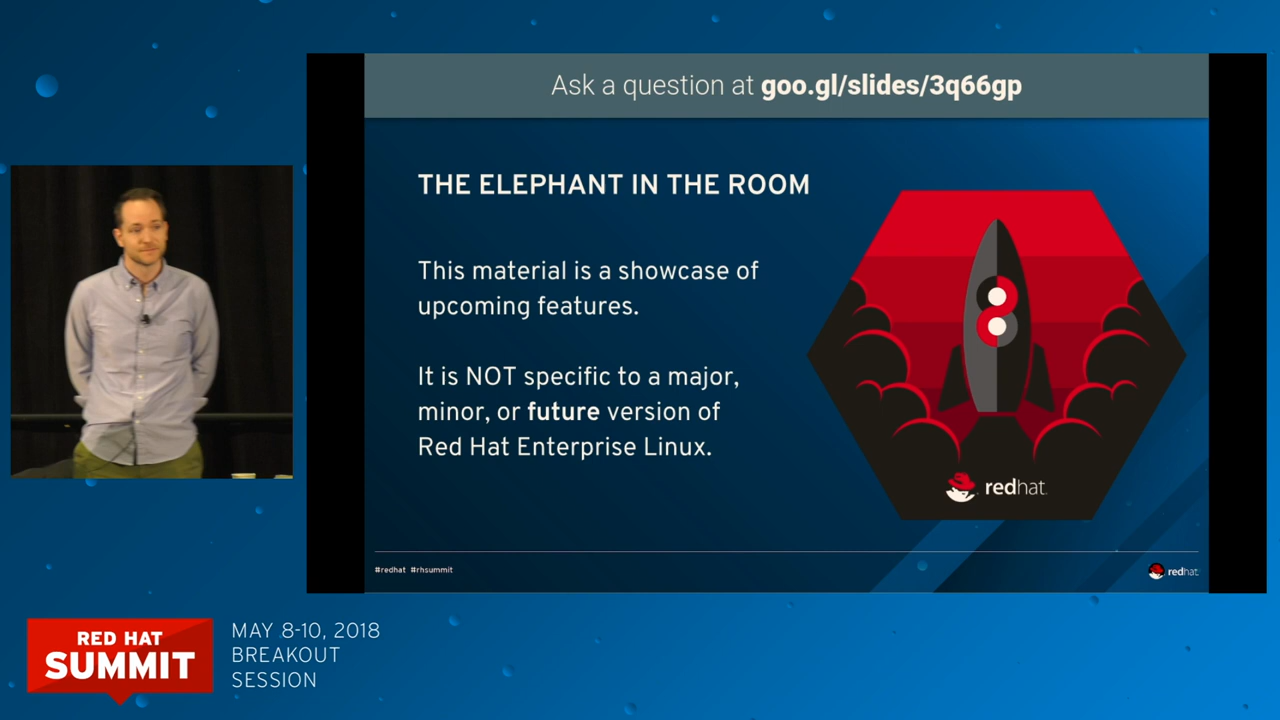 Ask a question at goo.gl/slides/3q66gp
THE ELEPHANT IN THE ROOM
This material is a showcase of
upcoming features.
It is NOT specific to a major,
minor, or future version of
Red Hat Enterprise Linux.
8
redhat.
#redhat #rhsummit
redhat.
RED HAT
SUMMIT
MAY 8-10, 2018
BREAKOUT
SESSION